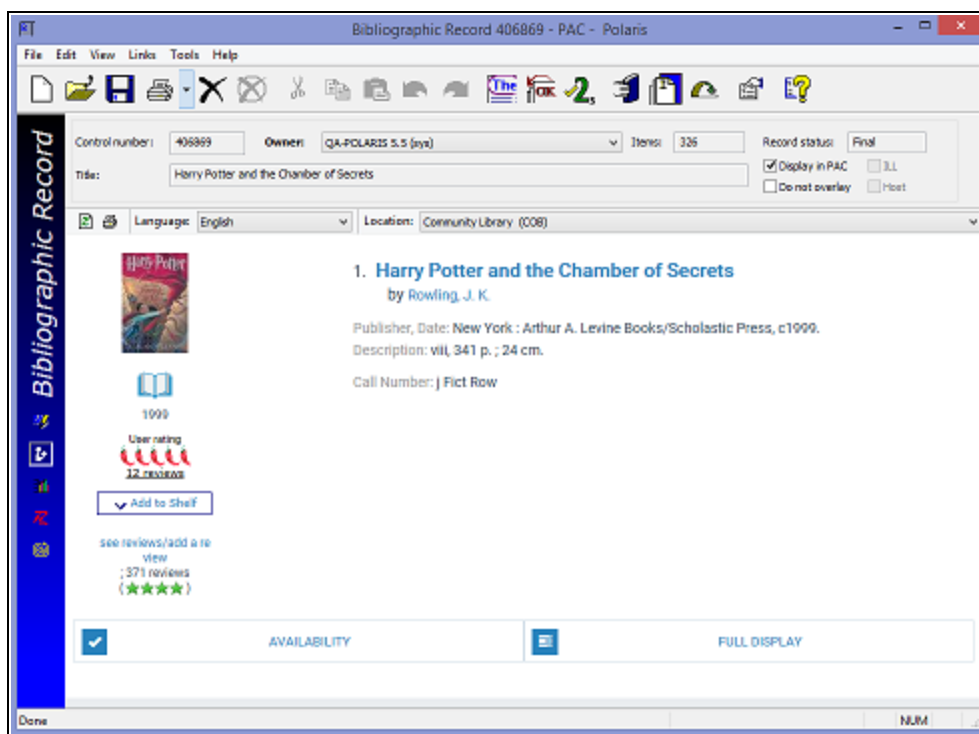 Bibliographic Record 406869 - PAC - Polaris
File Edit View Links Tools Help
Bibliographic Record
Control number: 406869 Owner: QA-POLARIS 5.5 (sys) Items: 326 Record status: Final
Display in PAC ILL
Title: Harry Potter and the Chamber of Secrets
Do not overlay Host
Language: English Location: Community Library (COB)
Harry Potter
1. Harry Potter and the Chamber of Secrets
by Rowling, J. K.
Publisher, Date: New York : Arthur A. Levine Books/Scholastic Press, c1999.
Description: viii, 341 p. ; 24 cm.
Call Number: j Fict Row
1999
User rating
12 reviews
Add to Shelf
see reviews/add a re
view
; 371 reviews
(★★★★)
AVAILABILITY FULL DISPLAY
Done NUM